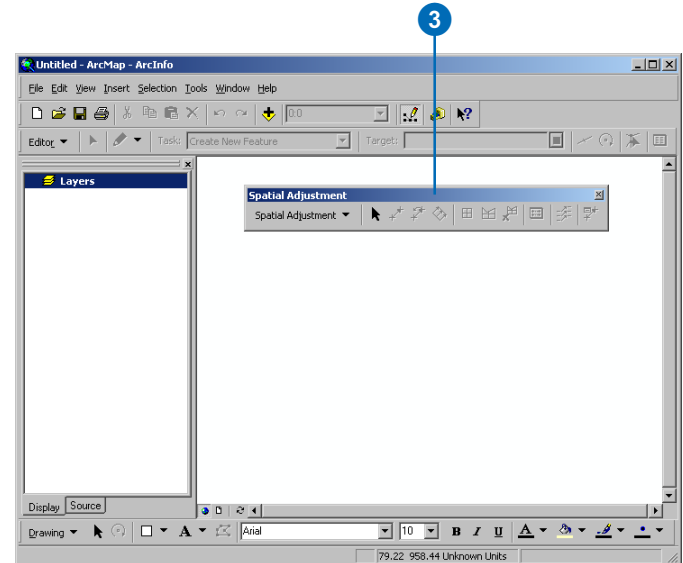 3
Untitled - ArcMap - ArcInfo
File Edit View Insert Selection Tools Window Help
0:0
Editor Task: Create New Feature Target:
Layers
Spatial Adjustment
Spatial Adjustment
Display Source
Drawing A Arial 10 B I U A
79.22 958.44 Unknown Units